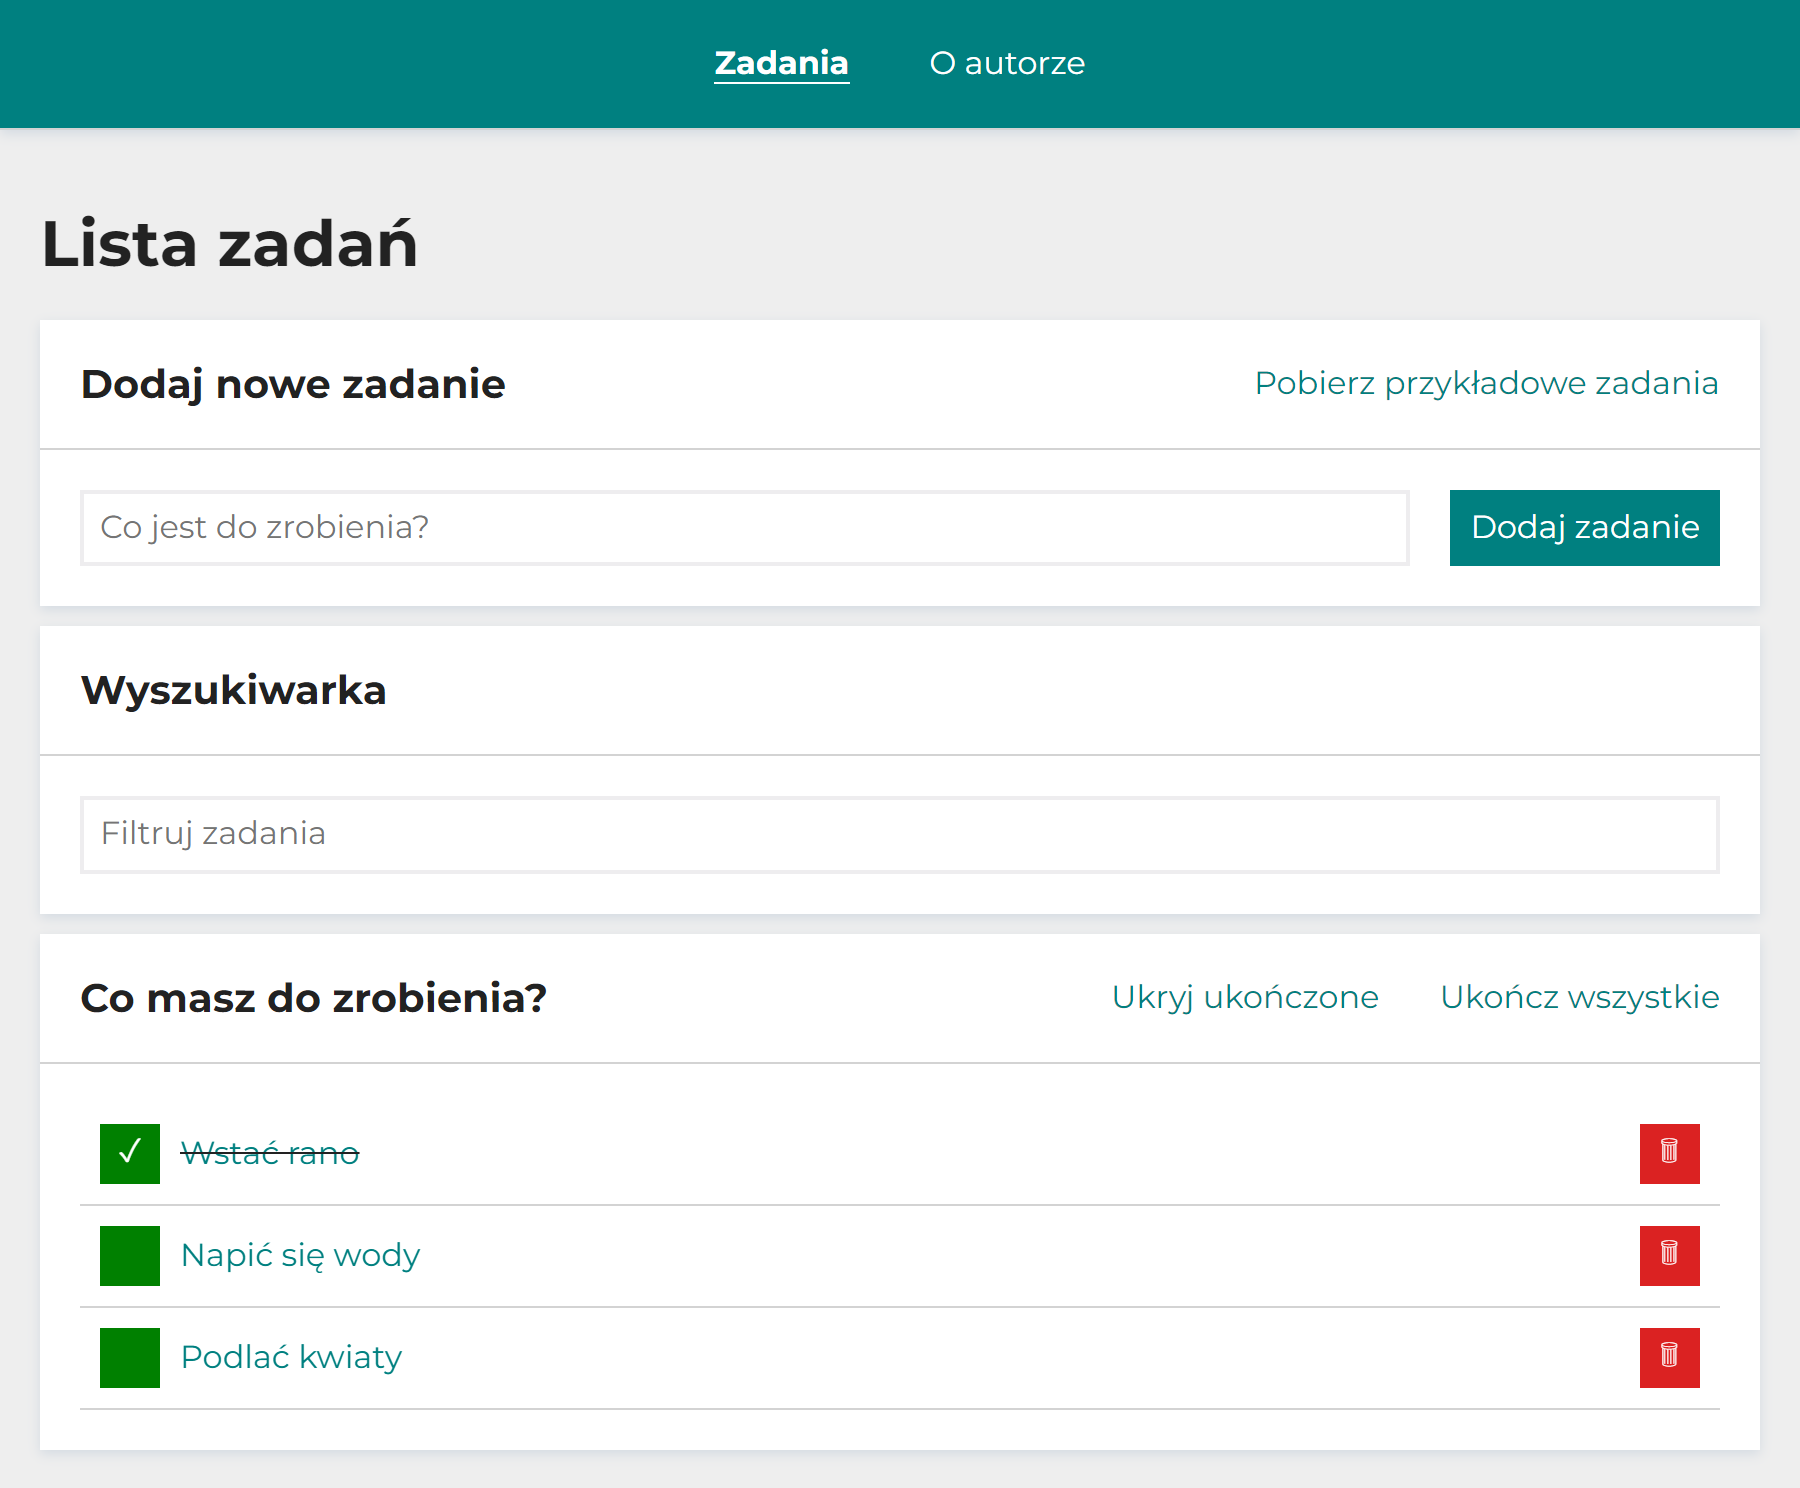 Zadania O autorze
Lista zadań
Dodaj nowe zadanie Pobierz przykładowe zadania
Co jest do zrobienia? Dodaj zadanie
Wyszukiwarka
Filtruj zadania
Co masz do zrobienia? Ukryj ukończone Ukończ wszystkie
✓ Wstać rano
Napić się wody
Podlać kwiaty